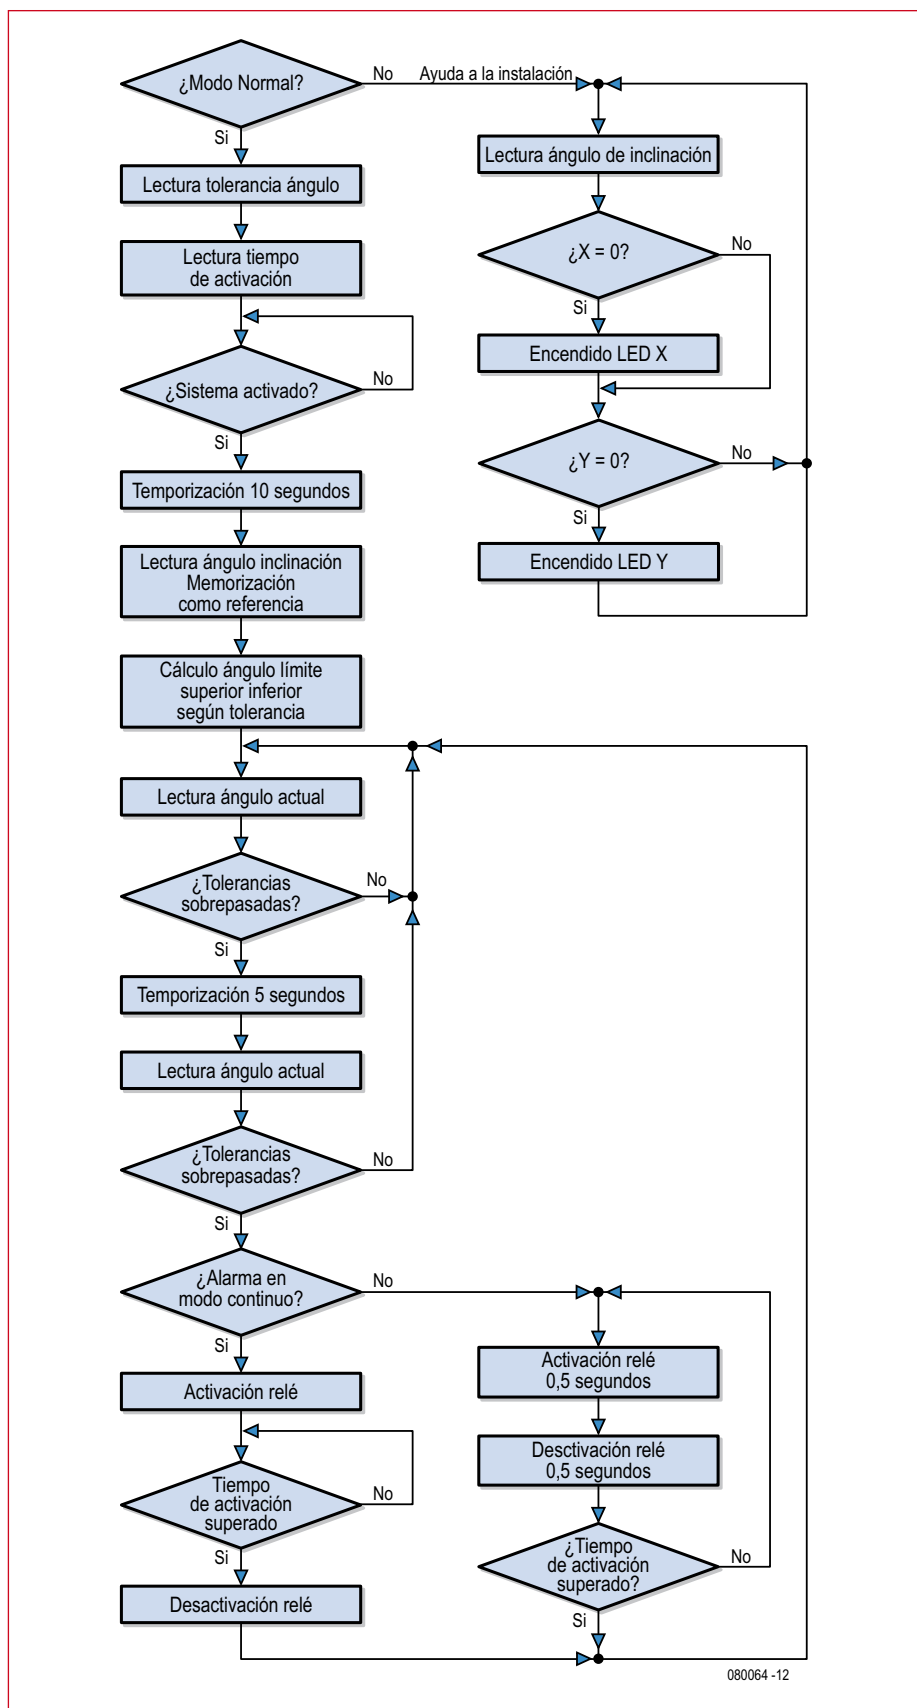 ¿Modo Normal?
No
Ayuda a la instalación
Si
Lectura tolerancia ángulo
Lectura tiempo
de activación
¿Sistema activado?
No
Si
Temporización 10 segundos
Lectura ángulo inclinación
Memorización
como referencia
Cálculo ángulo límite
superior inferior
según tolerancia
Lectura ángulo actual
¿Tolerancias
sobrepasadas?
No
Si
Temporización 5 segundos
Lectura ángulo actual
¿Tolerancias
sobrepasadas?
No
Si
¿Alarma en
modo continuo?
No
Si
Activación relé
Tiempo
de activación
superado
No
Si
Desactivación relé
Lectura ángulo de inclinación
¿X = 0?
No
Si
Encendido LED X
¿Y = 0?
No
Si
Encendido LED Y
Activación relé
0,5 segundos
Desctivación relé
0,5 segundos
¿Tiempo
de activación
superado?
No
Si
080064 -12